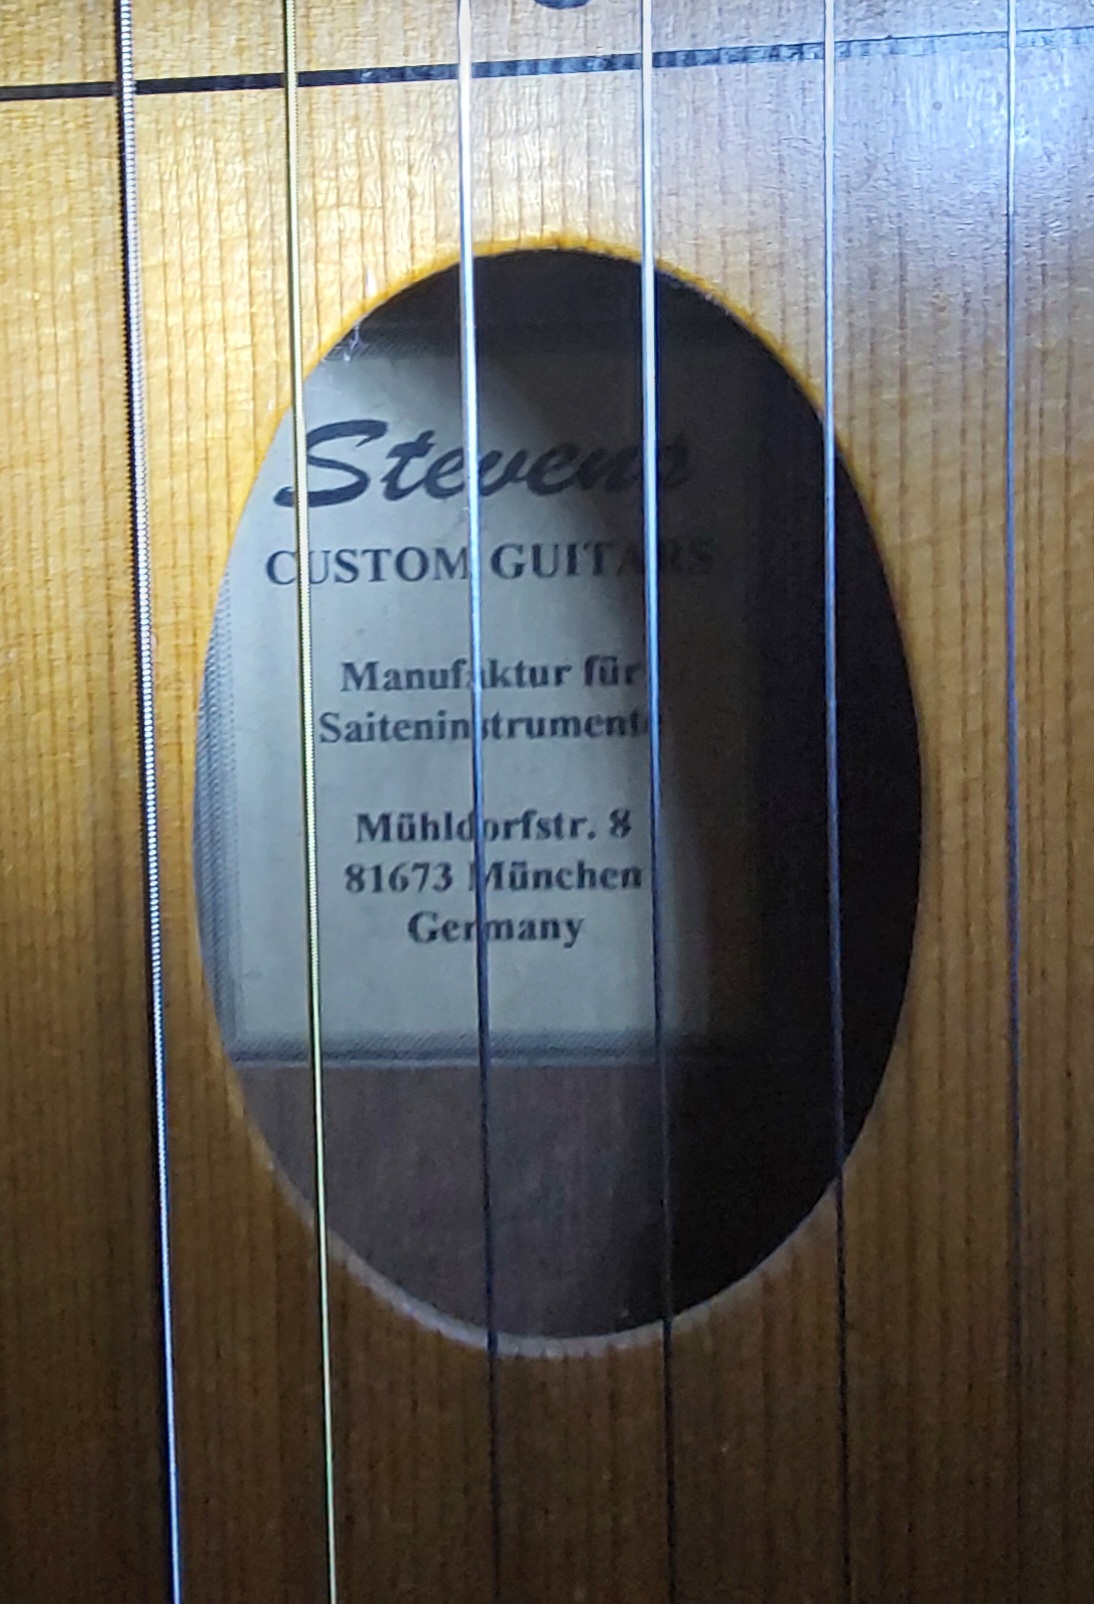 Stevens
CUSTOM GUITARS
Manufaktur für
Saiteninstrumente
Mühldorfstr. 8
81673 München
Germany